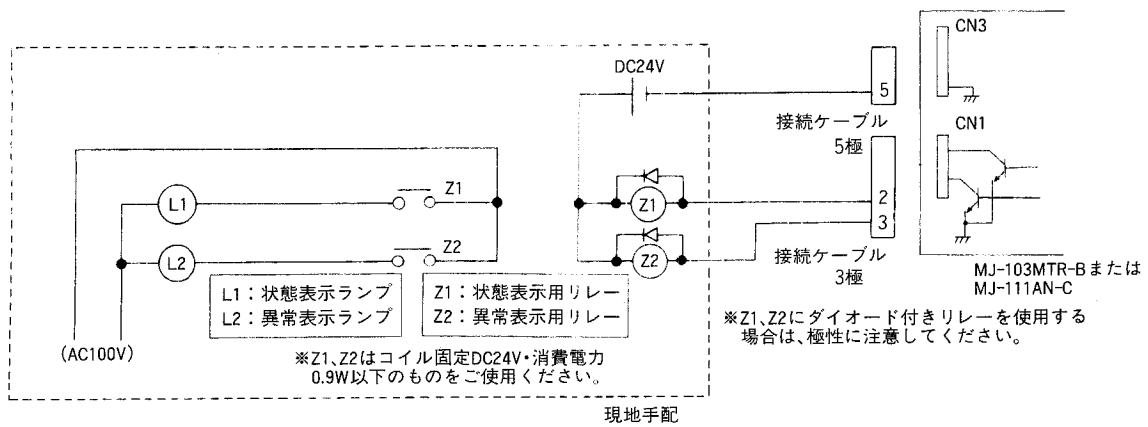 CN3
DC24V
5
接続ケーブル
5極
CN1
Z1
L1
Z1
2
3
Z2
L2
Z2
接続ケーブル
3極
L1：状態表示ランプ
L2：異常表示ランプ
Z1：状態表示用リレー
Z2：異常表示用リレー
MJ-103MTR-Bまたは
MJ-111AN-C
(AC100V)
※Z1、Z2はコイル固定DC24V・消費電力
0.9W以下のものをご使用ください。
※Z1、Z2にダイオード付きリレーを使用する
場合は、極性に注意してください。
現地手配